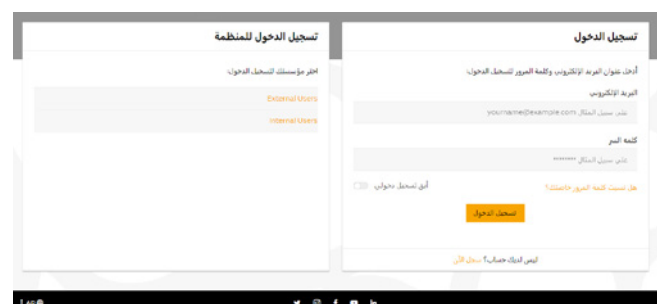 تسجيل الدخول
أدخل عنوان البريد الإلكتروني وكلمة المرور لتسجيل الدخول:
البريد الإلكتروني
على سبيل المثال yourname@example.com
كلمة السر
على سبيل المثال ********
هل نسيت كلمة المرور خاصتك؟
أبق تسجيل دخولي
تسجيل الدخول
ليس لديك حساب؟ سجل الآن
تسجيل الدخول للمنظمة
اختر مؤسستك لتسجيل الدخول:
External Users
Internal Users